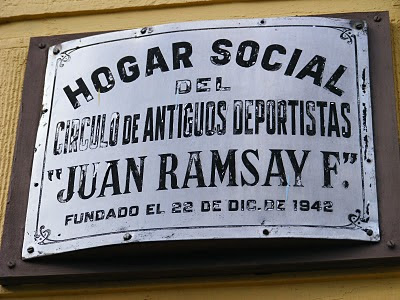 HOGAR SOCIAL
DEL
CIRCULO DE ANTIGUOS DEPORTISTAS
"JUAN RAMSAY F."
FUNDADO EL 22 DE DIC. DE 1942